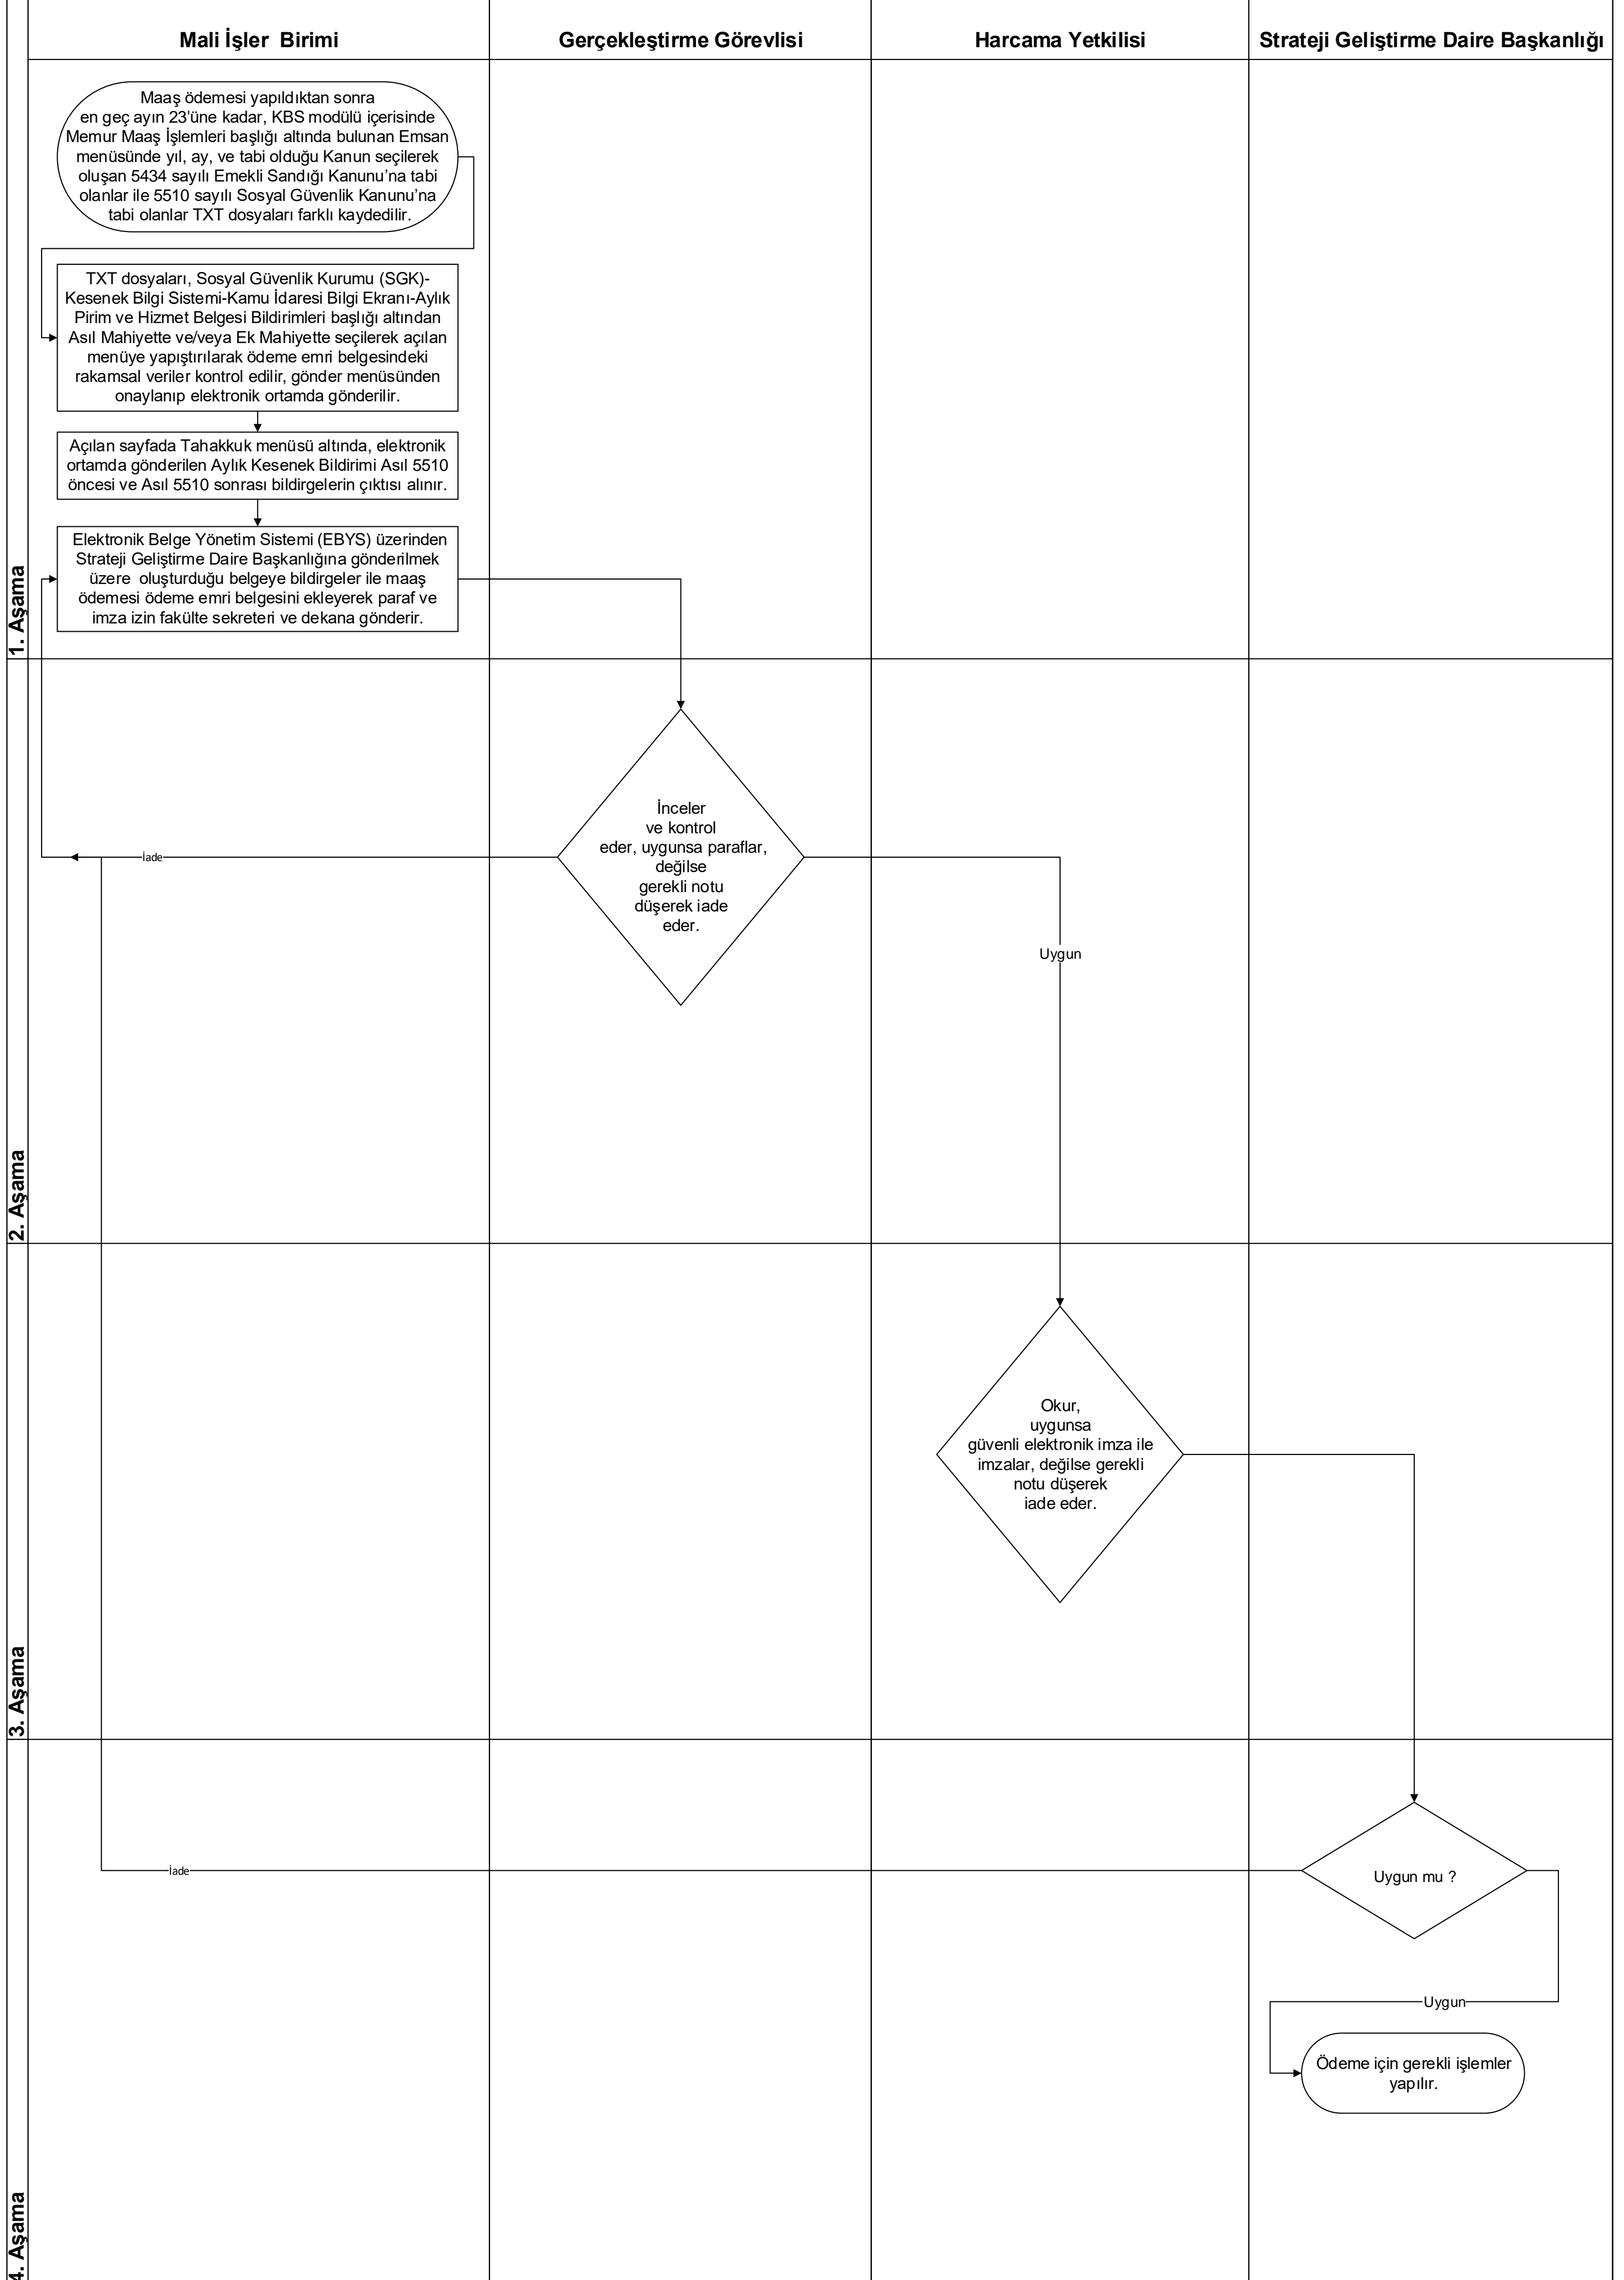 Mali İşler  Birimi
Gerçekleştirme Görevlisi
Harcama Yetkilisi
Strateji Geliştirme Daire Başkanlığı
Maaş ödemesi yapıldıktan sonra
en geç ayın 23'üne kadar, KBS modülü içerisinde
Memur Maaş İşlemleri başlığı altında bulunan Emsan
menüsünde yıl, ay, ve tabi olduğu Kanun seçilerek
oluşan 5434 sayılı Emekli Sandığı Kanunu’na tabi
olanlar ile 5510 sayılı Sosyal Güvenlik Kanunu’na
tabi olanlar TXT dosyaları farklı kaydedilir.
TXT dosyaları, Sosyal Güvenlik Kurumu (SGK)-
Kesenek Bilgi Sistemi-Kamu İdaresi Bilgi Ekranı-Aylık
Pirim ve Hizmet Belgesi Bildirimleri başlığı altından
Asıl Mahiyette ve/veya Ek Mahiyette seçilerek açılan
menüye yapıştırılarak ödeme emri belgesindeki
rakamsal veriler kontrol edilir, gönder menüsünden
onaylanıp elektronik ortamda gönderilir.
Açılan sayfada Tahakkuk menüsü altında, elektronik
ortamda gönderilen Aylık Kesenek Bildirimi Asıl 5510
öncesi ve Asıl 5510 sonrası bildirgelerin çıktısı alınır.
Elektronik Belge Yönetim Sistemi (EBYS) üzerinden
Strateji Geliştirme Daire Başkanlığına gönderilmek
üzere  oluşturduğu belgeye bildirgeler ile maaş
ödemesi ödeme emri belgesini ekleyerek paraf ve
imza izin fakülte sekreteri ve dekana gönderir.
1. Aşama
İnceler
ve kontrol
eder, uygunsa paraflar,
değilse
gerekli notu
düşerek iade
eder.
İade
Uygun
2. Aşama
Okur,
uygunsa
güvenli elektronik imza ile
imzalar, değilse gerekli
notu düşerek
iade eder.
3. Aşama
Uygun mu ?
İade
Uygun
Ödeme için gerekli işlemler
yapılır.
4. Aşama